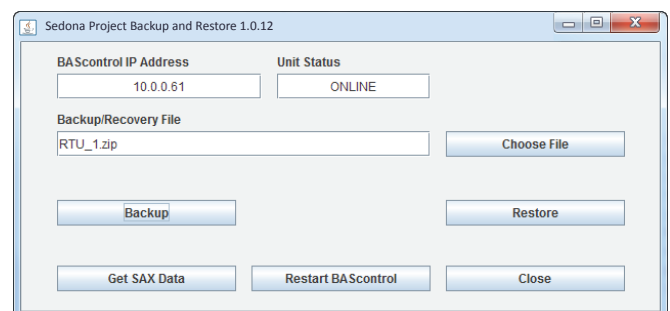 Sedona Project Backup and Restore 1.0.12
BAScontrol IP Address
Unit Status
10.0.0.61
ONLINE
Backup/Recovery File
RTU_1.zip
Choose File
Backup
Restore
Get SAX Data
Restart BAScontrol
Close